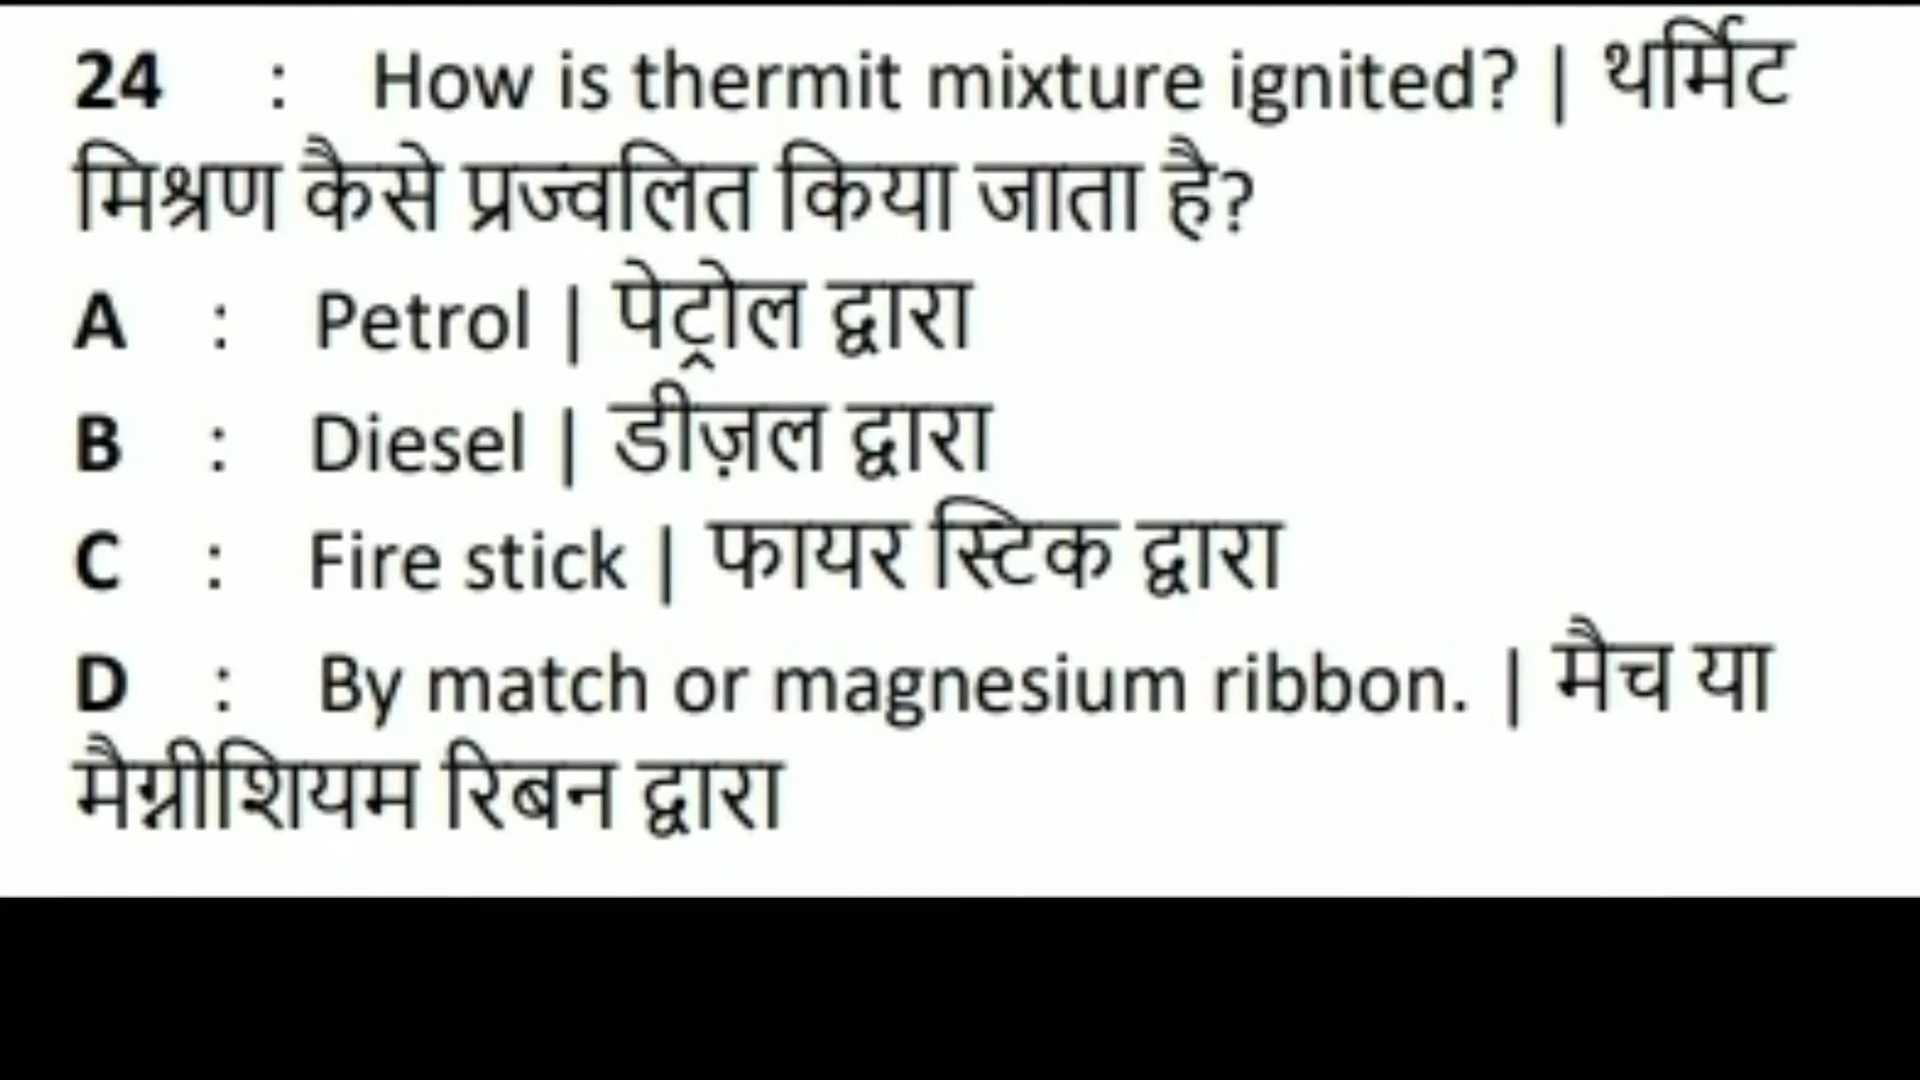 24 : How is thermit mixture ignited? | थर्मिट
मिश्रण कैसे प्रज्वलित किया जाता है?
A : Petrol | पेट्रोल द्वारा
B : Diesel | डीज़ल द्वारा
C : Fire stick | फायर स्टिक द्वारा
D : By match or magnesium ribbon. | मैच या
मैग्नीशियम रिबन द्वारा